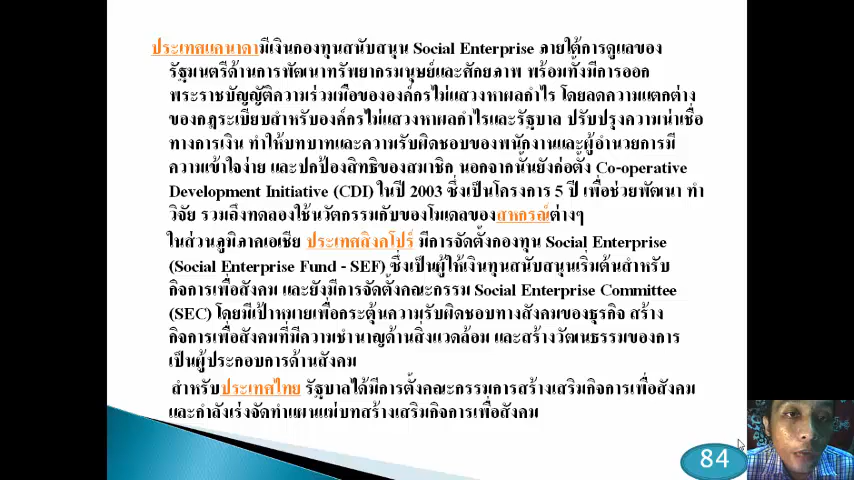 ประเทศแคนาดามีเงินกองทุนสนับสนุน Social Enterprise ภายใต้การดูแลของ
รัฐมนตรีด้านการพัฒนาทรัพยากรมนุษย์และศักยภาพ พร้อมทั้งมีการออก
พระราชบัญญัติความร่วมมือขององค์กรไม่แสวงหาผลกำไร โดยลดความแตกต่าง
ของกฎระเบียบสำหรับองค์กรไม่แสวงหาผลกำไรและรัฐบาล ปรับปรุงความน่าเชื่อ
ทางการเงิน ทำให้บทบาทและความรับผิดชอบของพนักงานและผู้อำนวยการมี
ความเข้าใจง่าย และปกป้องสิทธิของสมาชิก นอกจากนั้นยังก่อตั้ง Co-operative
Development Initiative (CDI) ในปี 2003 ซึ่งเป็นโครงการ 5 ปี เพื่อช่วยพัฒนา ทำ
วิจัย รวมถึงทดลองใช้นวัตกรรมกับของโมเดลของสหกรณ์ต่างๆ
ในส่วนภูมิภาคเอเชีย ประเทศสิงคโปร์ มีการจัดตั้งกองทุน Social Enterprise
(Social Enterprise Fund - SEF) ซึ่งเป็นผู้ให้เงินทุนสนับสนุนเริ่มต้นสำหรับ
กิจการเพื่อสังคม และยังมีการจัดตั้งคณะกรรม Social Enterprise Committee
(SEC) โดยมีเป้าหมายเพื่อกระตุ้นความรับผิดชอบทางสังคมของธุรกิจ สร้าง
กิจการเพื่อสังคมที่มีความชำนาญด้านสิ่งแวดล้อม และสร้างวัฒนธรรมของการ
เป็นผู้ประกอบการด้านสังคม
สำหรับประเทศไทย รัฐบาลได้มีการตั้งคณะกรรมการสร้างเสริมกิจการเพื่อสังคม
และกำลังเร่งจัดทำแผนแม่บทสร้างเสริมกิจการเพื่อสังคม
84